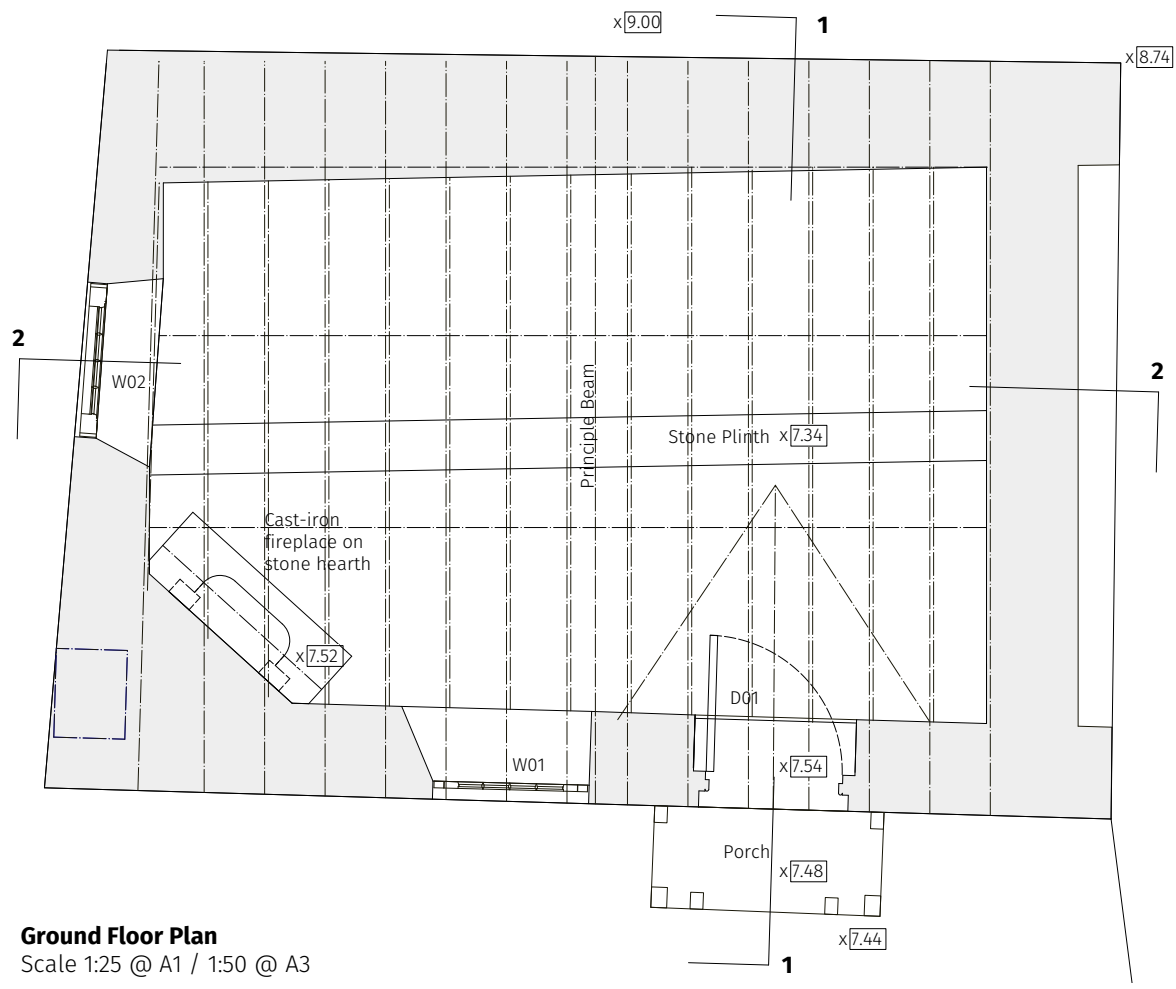 x 9.00
1
x 8.74
2
W02
2
Principle Beam
Stone Plinth x 7.34
Cast-iron
fireplace on
stone hearth
x 7.52
D01
W01
x 7.54
Porch
x 7.48
x 7.44
1
Ground Floor Plan
Scale 1:25 @ A1 / 1:50 @ A3